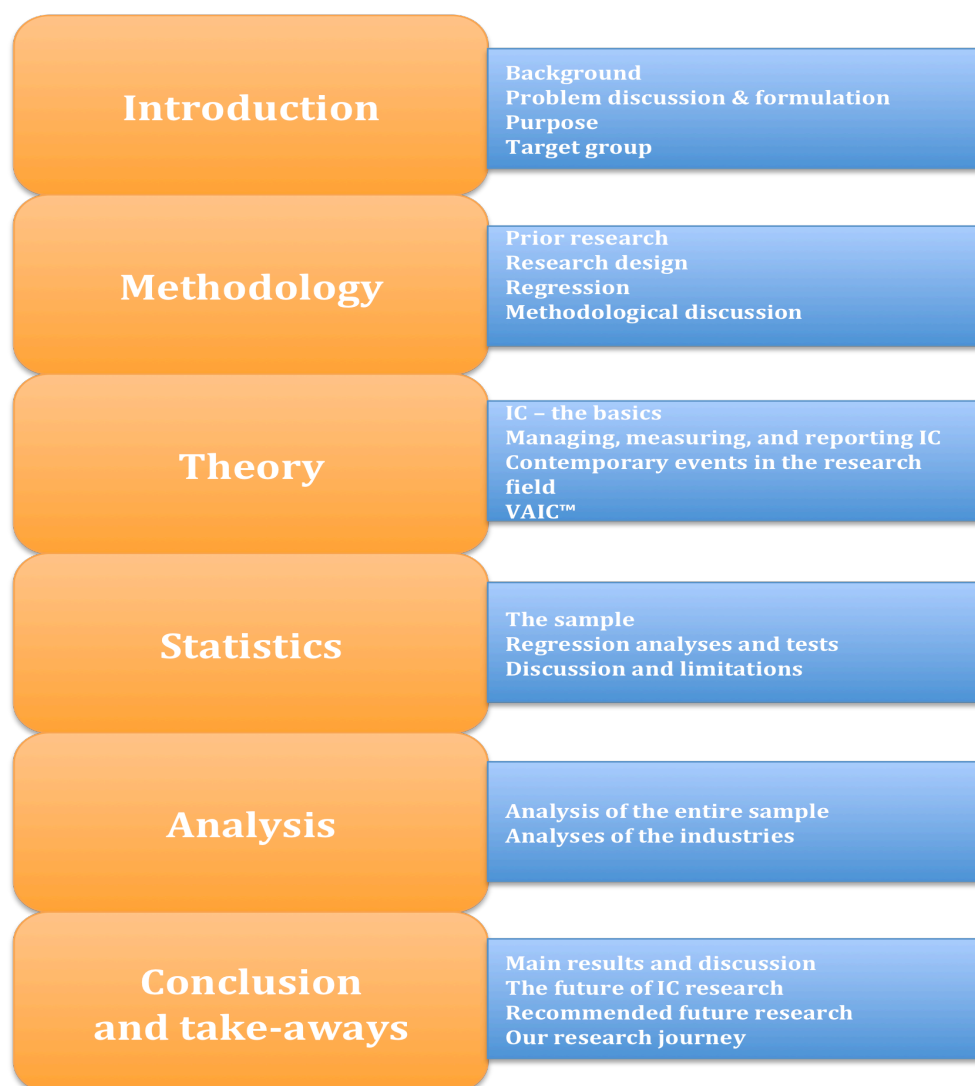 Introduction
Background
Problem discussion & formulation
Purpose
Target group
Methodology
Prior research
Research design
Regression
Methodological discussion
Theory
IC – the basics
Managing, measuring, and reporting IC
Contemporary events in the research
field
VAIC™
Statistics
The sample
Regression analyses and tests
Discussion and limitations
Analysis
Analysis of the entire sample
Analyses of the industries
Conclusion
and take-aways
Main results and discussion
The future of IC research
Recommended future research
Our research journey